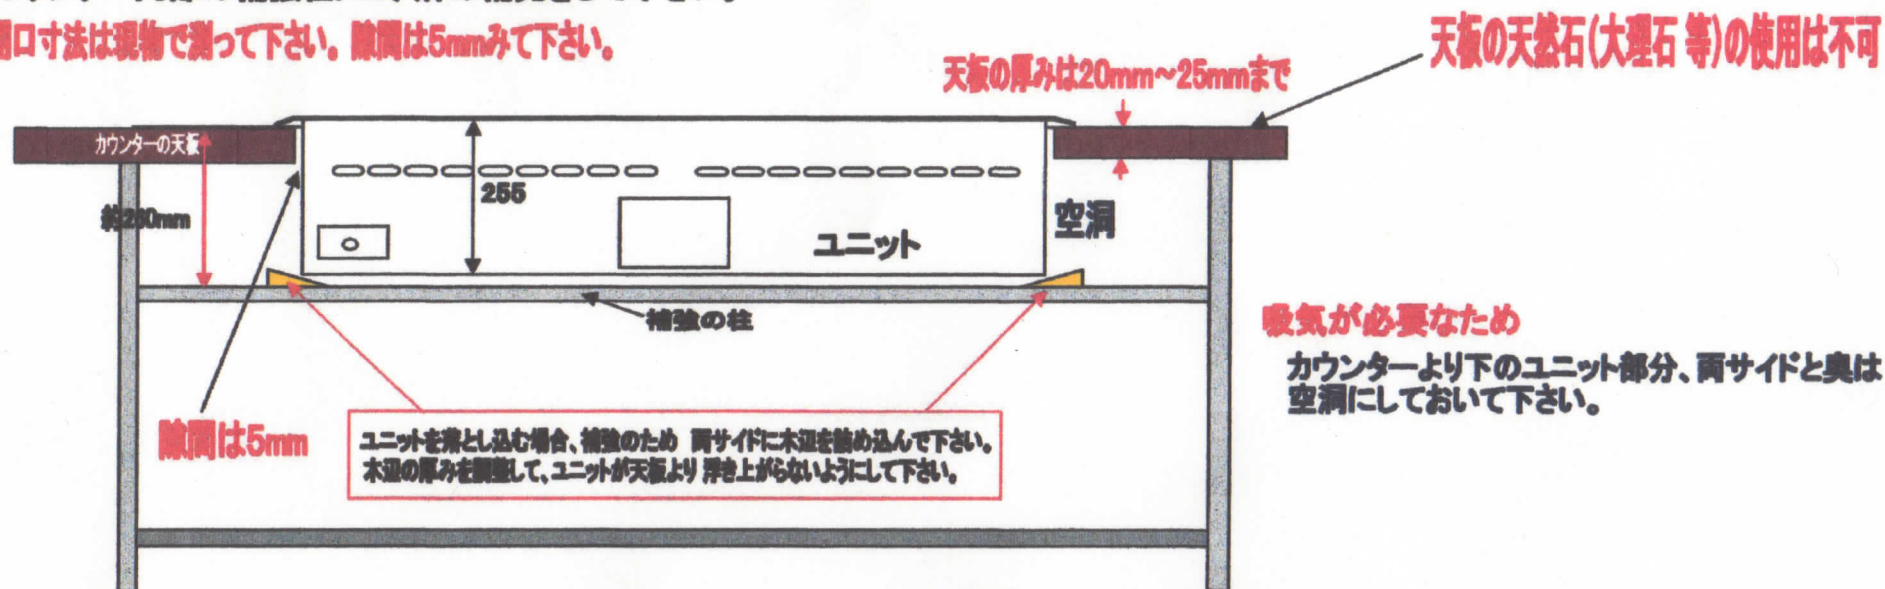 開口寸法は現物で測って下さい。隙間は5mmみて下さい。
天板の天然石(大理石 等)の使用は不可
天板の厚みは20mm～25mmまで
カウンターの天板
255
空洞
ユニット
補強の柱
吸気が必要なため
カウンターより下のユニット部分、両サイドと奥は
空洞にしておいて下さい。
隙間は5mm
ユニットを落とし込む場合、補強のため 両サイドに木辺を詰め込んで下さい。
木辺の厚みを調整して、ユニットが天板より 浮き上がらないようにして下さい。